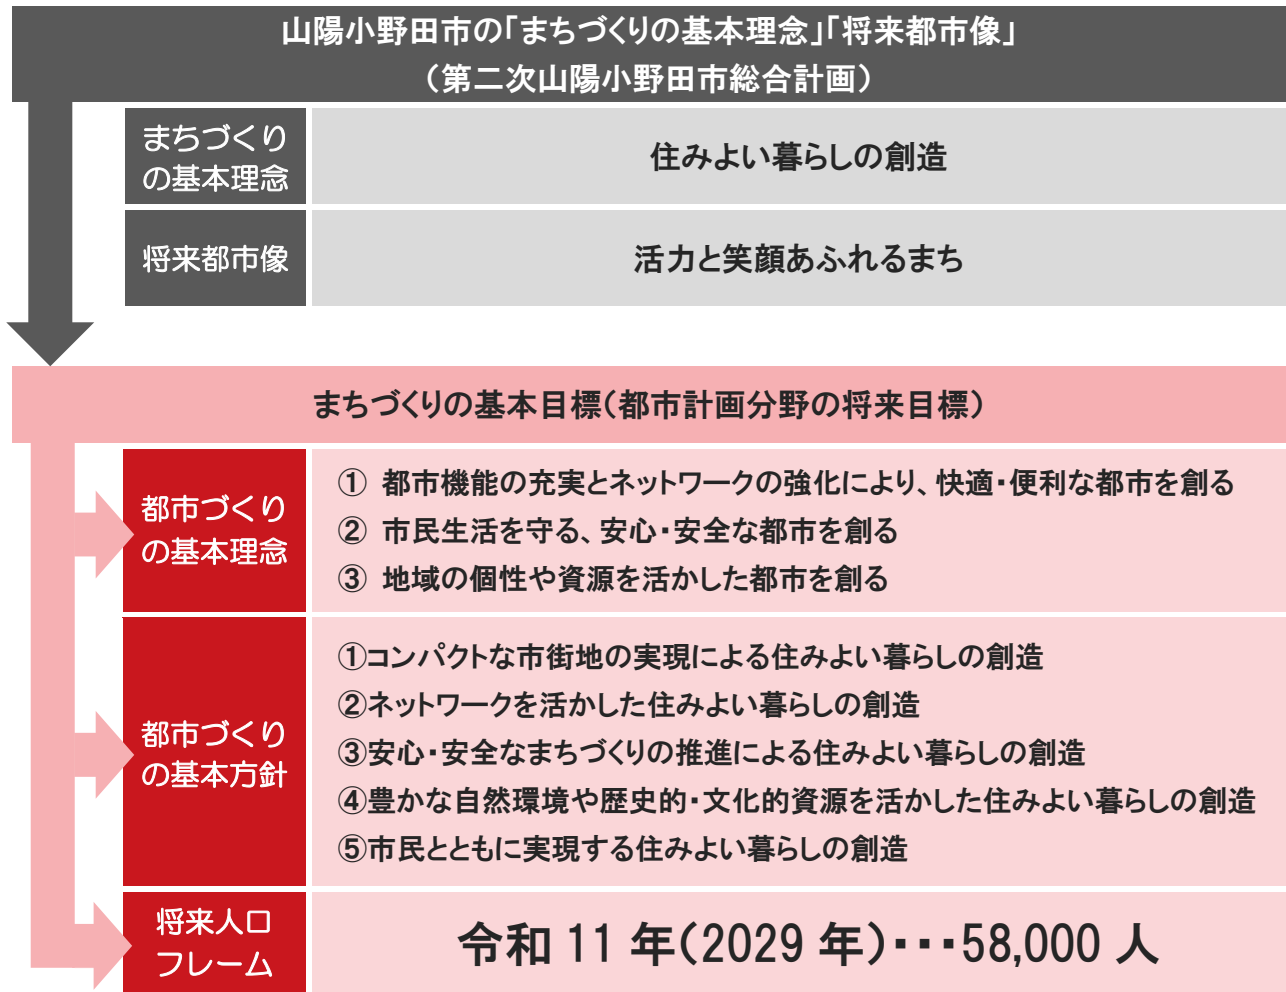 山陽小野田市の「まちづくりの基本理念」「将来都市像」
（第二次山陽小野田市総合計画）
まちづくり
の基本理念
住みよい暮らしの創造
将来都市像
活力と笑顔あふれるまち
まちづくりの基本目標（都市計画分野の将来目標）
都市づくり
の基本理念
① 都市機能の充実とネットワークの強化により、快適・便利な都市を創る
② 市民生活を守る、安心・安全な都市を創る
③ 地域の個性や資源を活かした都市を創る
都市づくり
の基本方針
①コンパクトな市街地の実現による住みよい暮らしの創造
②ネットワークを活かした住みよい暮らしの創造
③安心・安全なまちづくりの推進による住みよい暮らしの創造
④豊かな自然環境や歴史的・文化的資源を活かした住みよい暮らしの創造
⑤市民とともに実現する住みよい暮らしの創造
将来人口
フレーム
令和 11 年（2029 年）・・・58,000 人